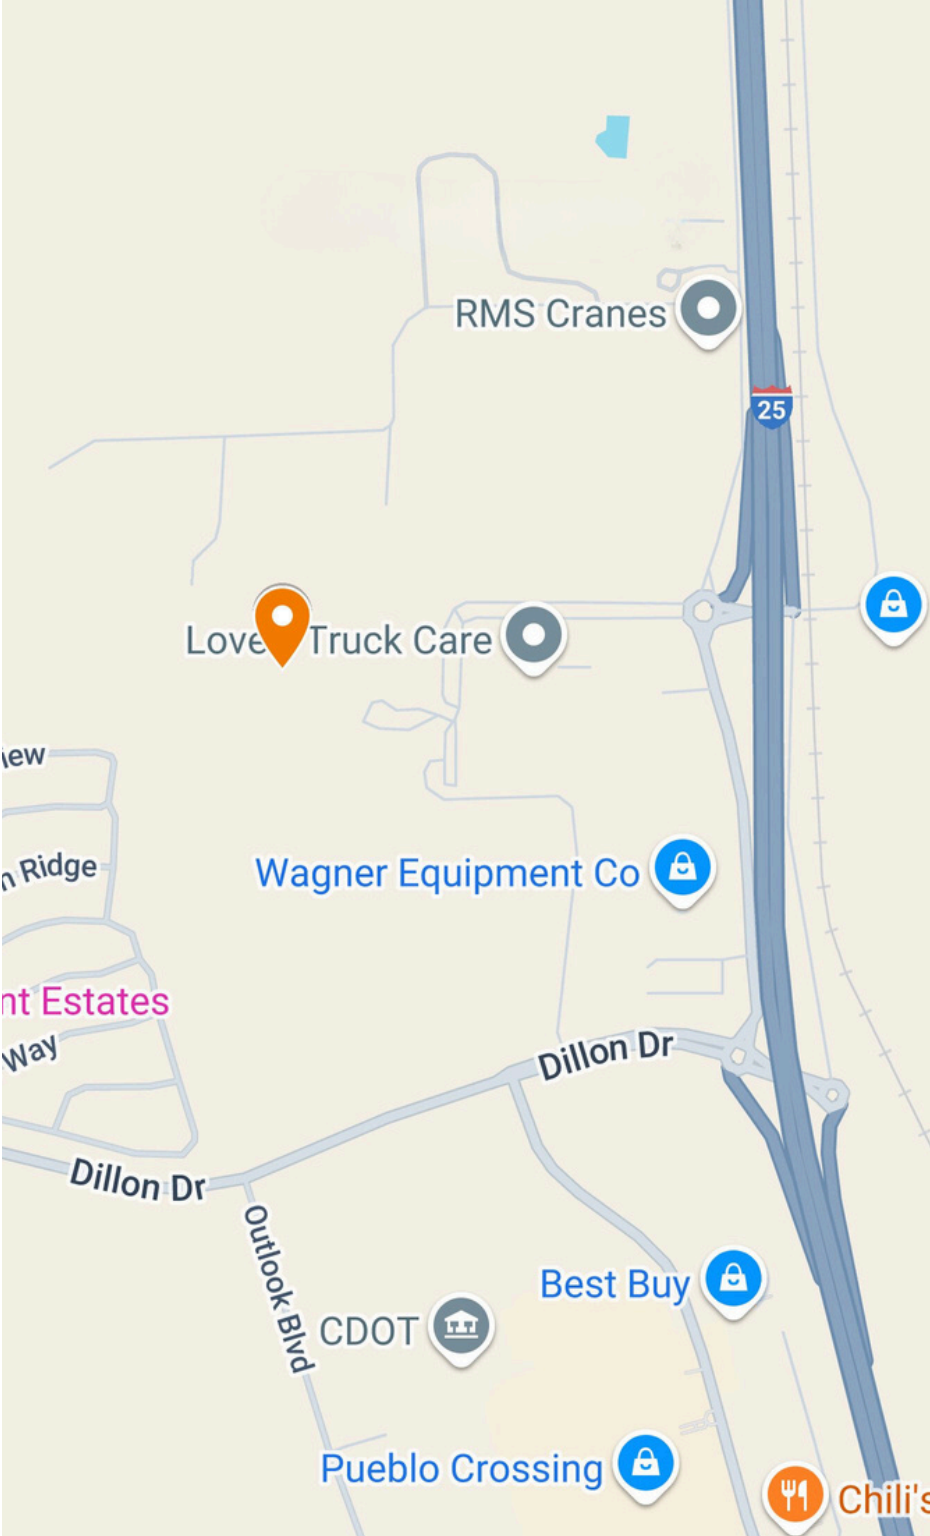 RMS Cranes
25
Love Truck Care
iew
Ridge
Wagner Equipment Co
nt Estates
Way
Dillon Dr
Dillon Dr
Outlook Blvd
Best Buy
CDOT
Pueblo Crossing
Chili's